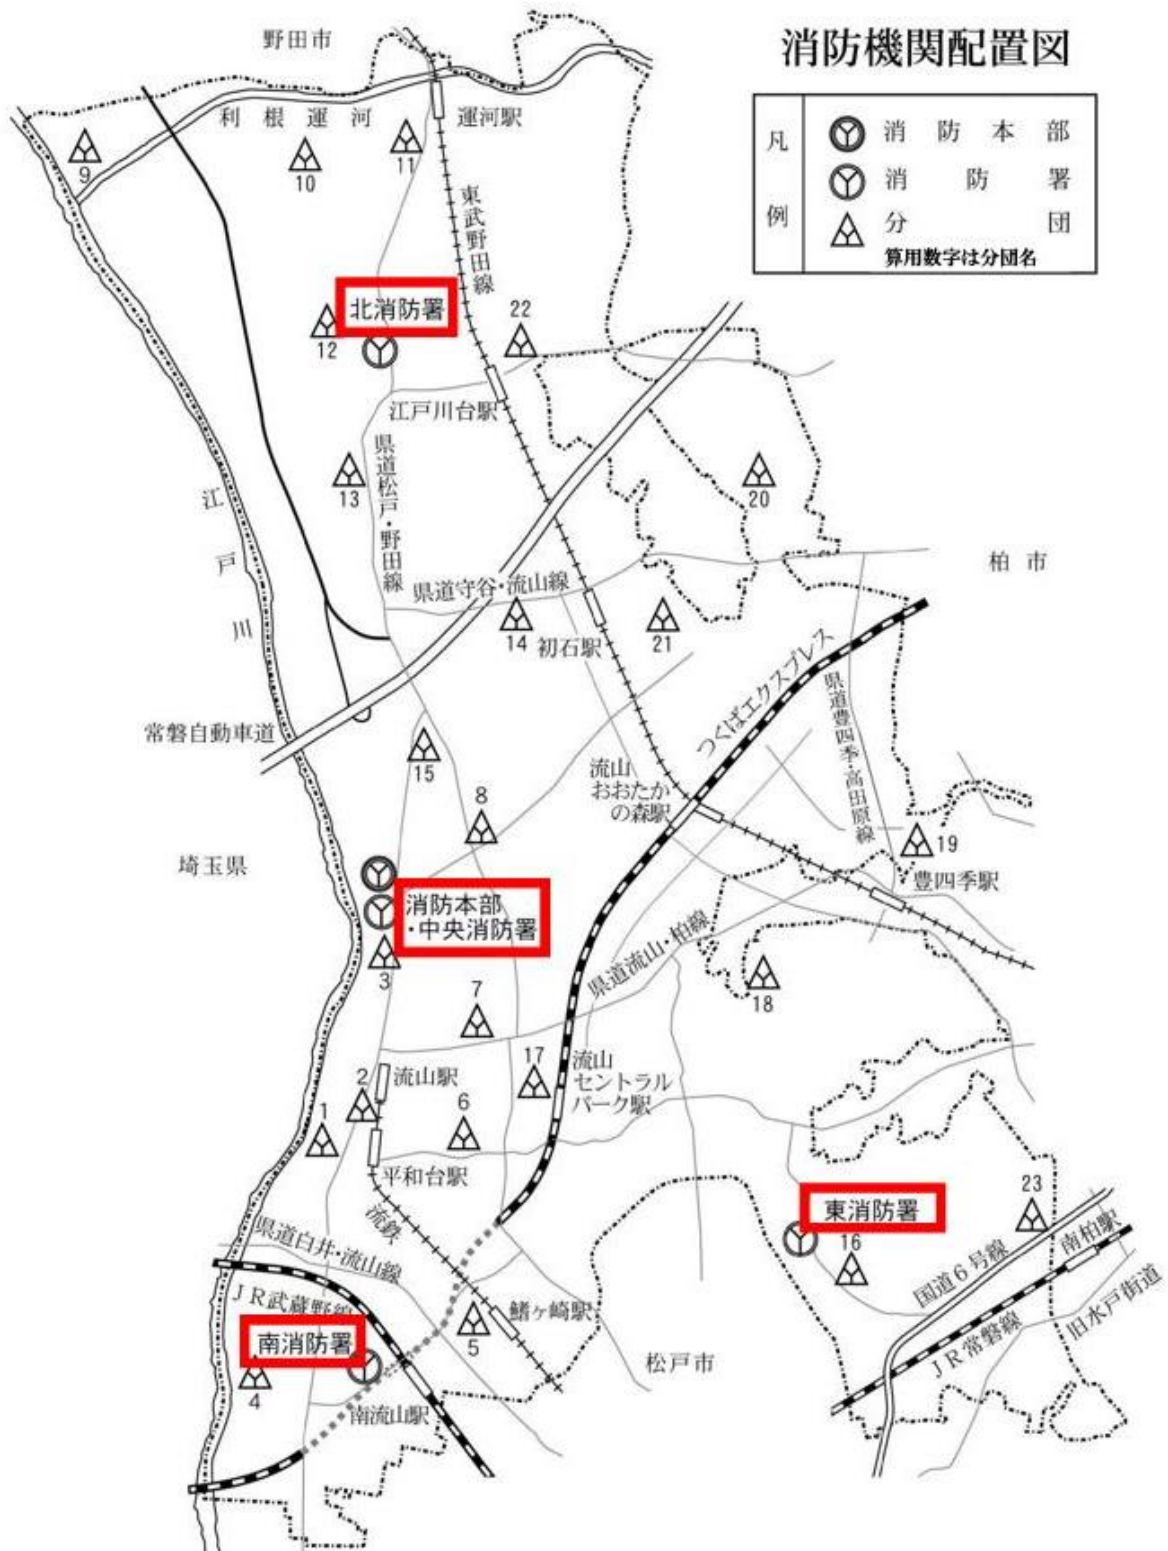 消防機関配置図
凡例
消防本部
消防署
分団
算用数字は分団名
野田市
利根運河
運河駅
9
10
11
東武野田線
北消防署
12
22
江戸川台駅
県道松戸・野田線
13
20
江戸川
柏市
県道守谷・流山線
14
初石駅
21
つくばエクスプレス
県道豊四季・高田原線
常磐自動車道
15
流山
おおたか
の森駅
8
19
埼玉県
豊四季駅
消防本部
・中央消防署
3
県道流山・柏線
18
7
17
流山
セントラル
パーク駅
2
流山駅
1
6
平和台駅
流鉄
東消防署
23
16
国道6号線
南柏駅
県道白井・流山線
JR武蔵野線
鰭ヶ崎駅
5
JR常磐線
旧水戸街道
南消防署
4
松戸市
南流山駅